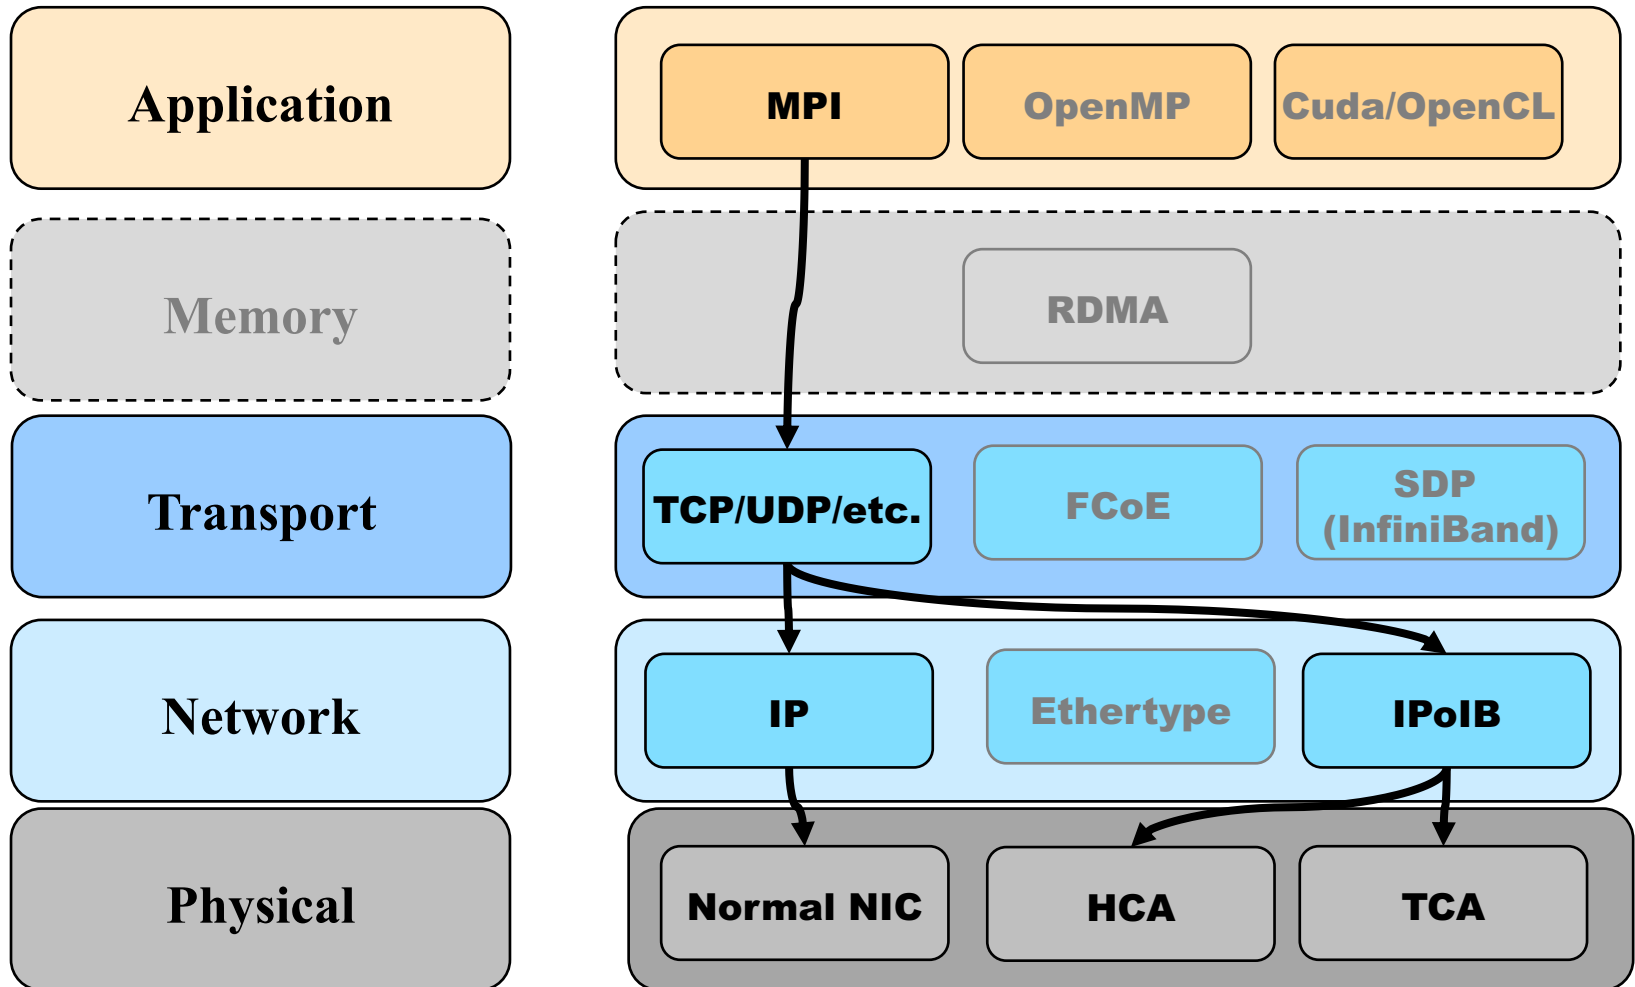 Application
MPI
OpenMP
Cuda/OpenCL
Memory
RDMA
Transport
TCP/UDP/etc.
FCoE
SDP
(InfiniBand)
Network
IP
Ethertype
IPoIB
Physical
Normal NIC
HCA
TCA